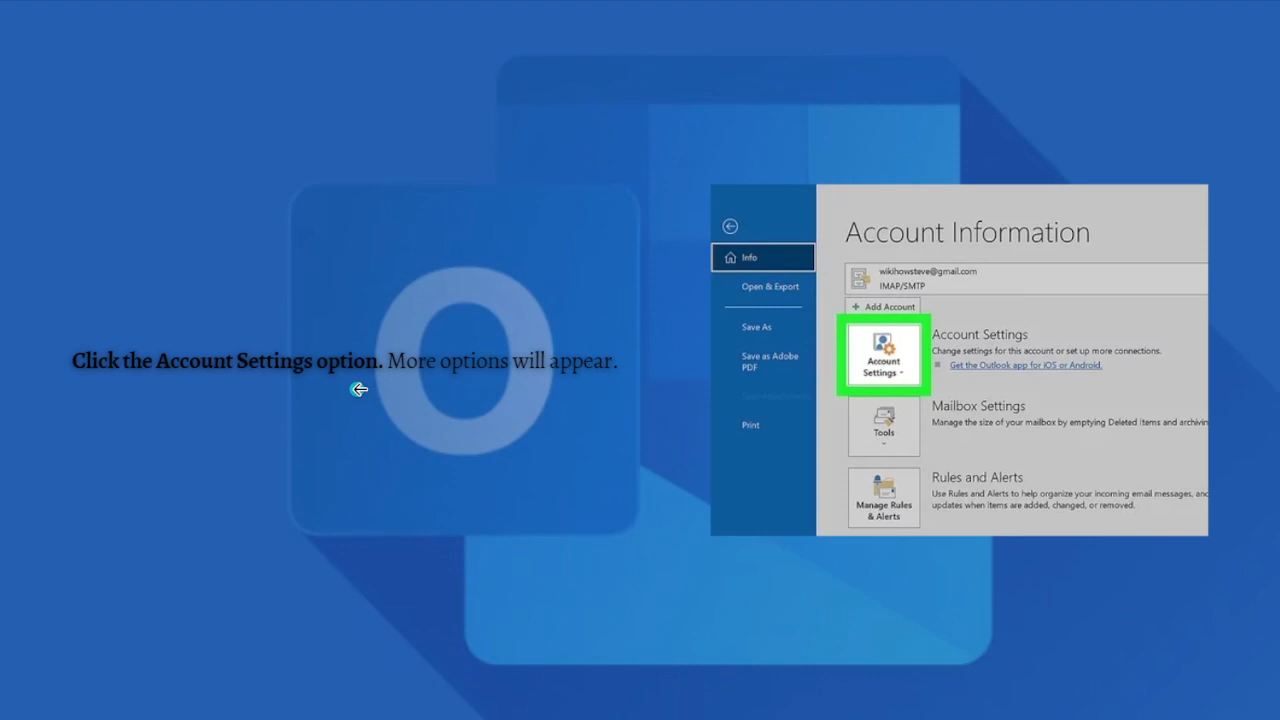 Click the Account Settings option. More options will appear.
O
Account Information
Info
wikihowsteve@gmail.com
IMAP/SMTP
Open & Export
+ Add Account
Save As
Account Settings
Change settings for this account or set up more connections.
Account
Settings
Get the Outlook app for iOS or Android.
Save as Adobe
PDF
Mailbox Settings
Manage the size of your mailbox by emptying Deleted Items and archivin
Print
Tools
Rules and Alerts
Use Rules and Alerts to help organize your incoming email messages, and
updates when items are added, changed, or removed.
Manage Rules
& Alerts